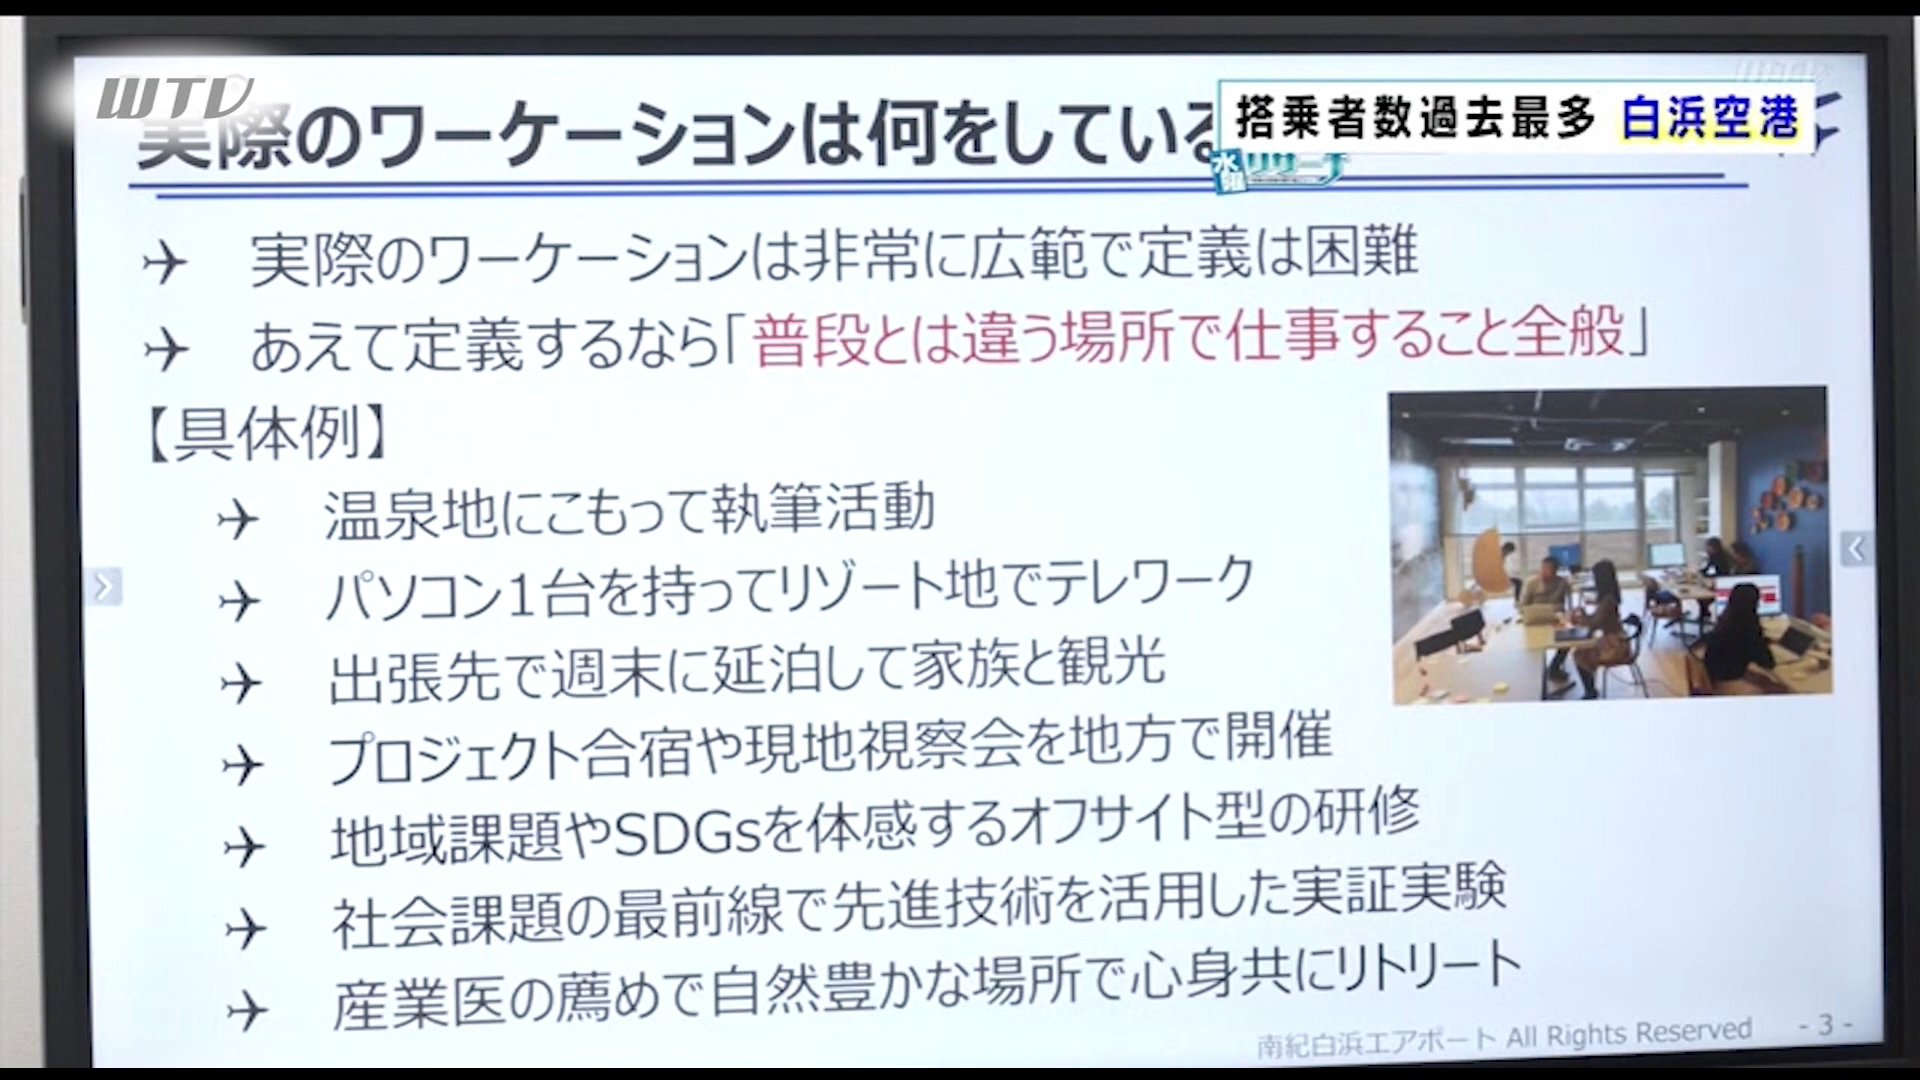 WTV
搭乗者数過去最多 白浜空港
実際のワーケーションは何をしている
水曜リサーチ
実際のワーケーションは非常に広範で定義は困難
あえて定義するなら「普段とは違う場所で仕事すること全般」
【具体例】
温泉地にこもって執筆活動
パソコン1台を持ってリゾート地でテレワーク
出張先で週末に延泊して家族と観光
プロジェクト合宿や現地視察会を地方で開催
地域課題やSDGsを体感するオフサイト型の研修
社会課題の最前線で先進技術を活用した実証実験
産業医の薦めで自然豊かな場所で心身共にリトリート
南紀白浜エアポート All Rights Reserved - 3 -